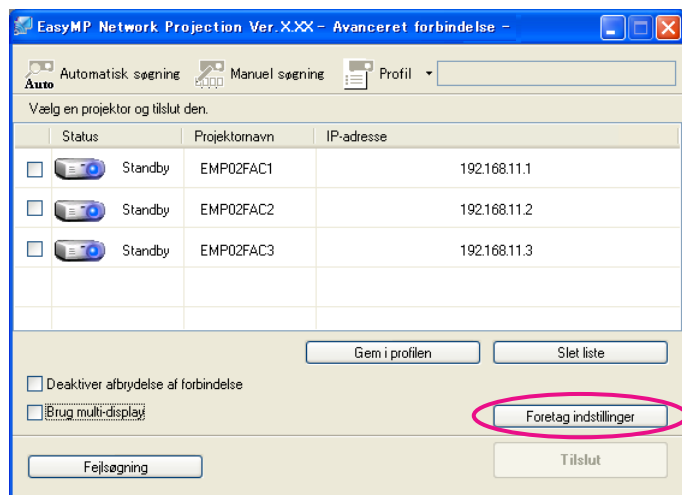 EasyMP Network Projection Ver.X.XX - Avanceret forbindelse -
Auto Automatisk søgning Manuel søgning Profil
Vælg en projektor og tilslut den.
Status Projektornavn IP-adresse
Standby EMP02FAC1 192.168.11.1
Standby EMP02FAC2 192.168.11.2
Standby EMP02FAC3 192.168.11.3
Gem i profilen Slet liste
Deaktiver afbrydelse af forbindelse
Brug multi-display Foretag indstillinger
Fejlsøgning Tilslut